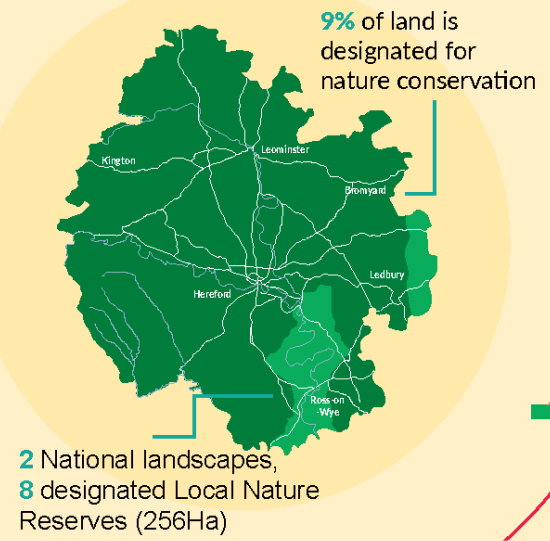 9% of land is
designated for
nature conservation
Kington
Leominster
Bromyard
Ledbury
Hereford
Ross-on
-Wye
2 National landscapes,
8 designated Local Nature
Reserves (256Ha)